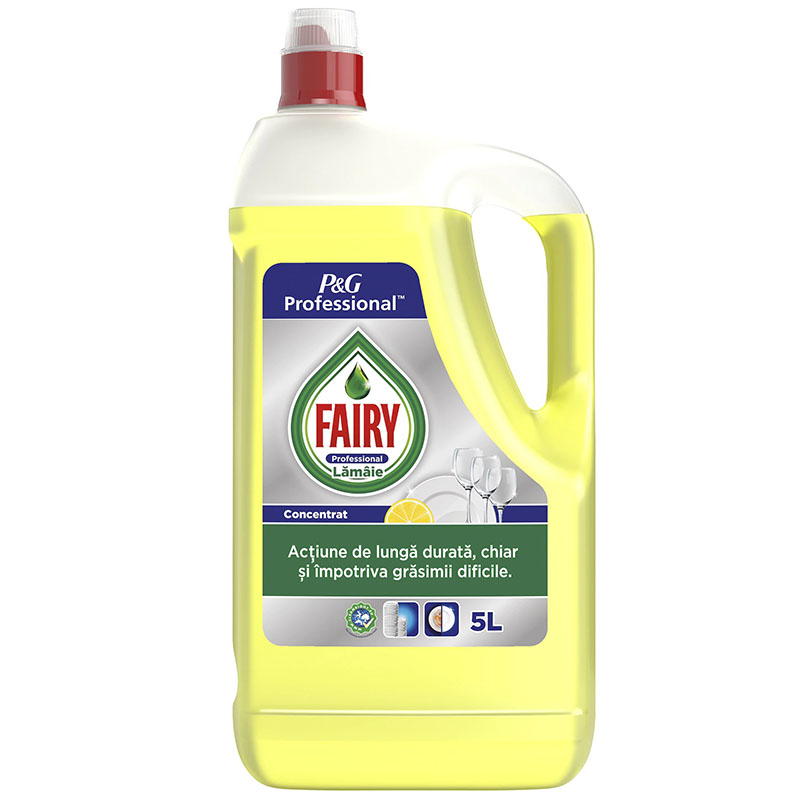 P&G
Professional™
FAIRY
Professional
Lămâie
Concentrat
Acțiune de lungă durată, chiar
și împotriva grăsimii dificile.
5L